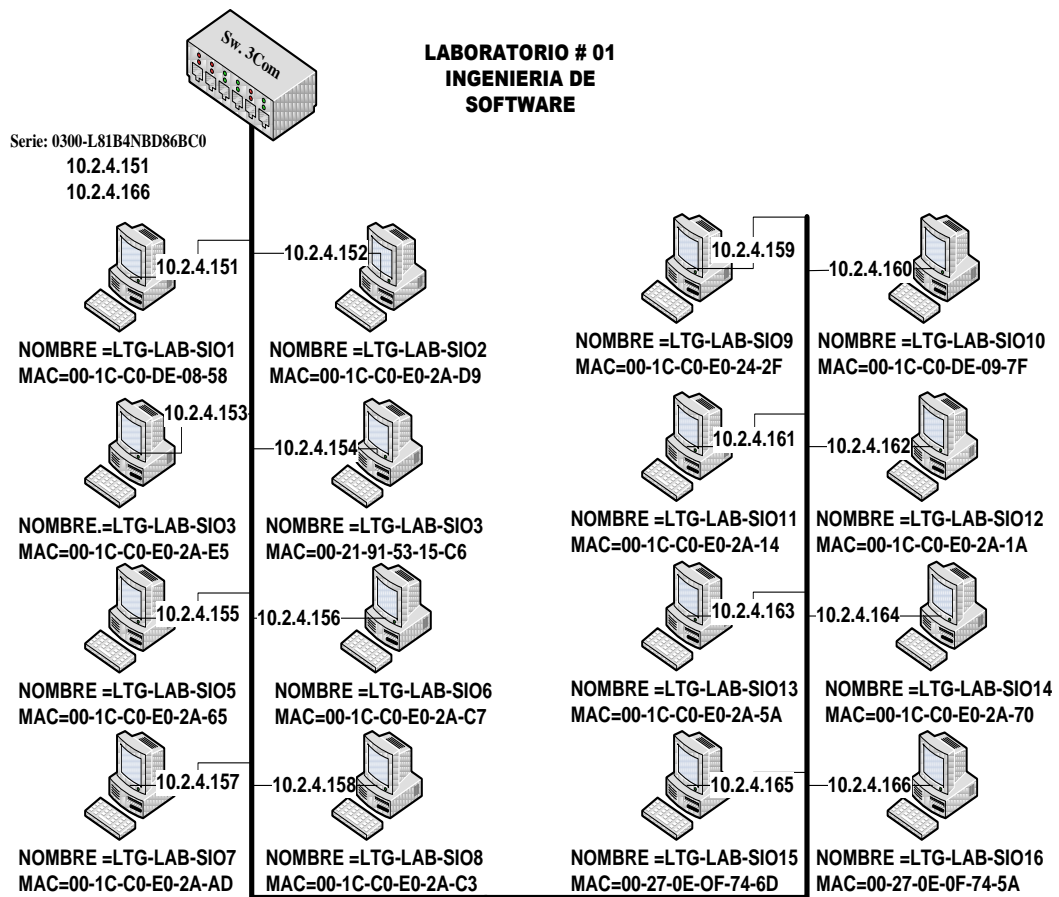 Sw. 3Com
LABORATORIO # 01
INGENIERIA DE
SOFTWARE
Serie: 0300-L81B4NBD86BC0
10.2.4.151
10.2.4.166
10.2.4.151
NOMBRE =LTG-LAB-SIO1
MAC=00-1C-C0-DE-08-58
10.2.4.152
NOMBRE =LTG-LAB-SIO2
MAC=00-1C-C0-E0-2A-D9
10.2.4.159
NOMBRE =LTG-LAB-SIO9
MAC=00-1C-C0-E0-24-2F
10.2.4.160
NOMBRE =LTG-LAB-SIO10
MAC=00-1C-C0-DE-09-7F
10.2.4.153
NOMBRE.=LTG-LAB-SIO3
MAC=00-1C-C0-E0-2A-E5
10.2.4.154
NOMBRE =LTG-LAB-SIO3
MAC=00-21-91-53-15-C6
10.2.4.161
NOMBRE =LTG-LAB-SIO11
MAC=00-1C-C0-E0-2A-14
10.2.4.162
NOMBRE =LTG-LAB-SIO12
MAC=00-1C-C0-E0-2A-1A
10.2.4.155
NOMBRE =LTG-LAB-SIO5
MAC=00-1C-C0-E0-2A-65
10.2.4.156
NOMBRE =LTG-LAB-SIO6
MAC=00-1C-C0-E0-2A-C7
10.2.4.163
NOMBRE =LTG-LAB-SIO13
MAC=00-1C-C0-E0-2A-5A
10.2.4.164
NOMBRE =LTG-LAB-SIO14
MAC=00-1C-C0-E0-2A-70
10.2.4.157
NOMBRE =LTG-LAB-SIO7
MAC=00-1C-C0-E0-2A-AD
10.2.4.158
NOMBRE =LTG-LAB-SIO8
MAC=00-1C-C0-E0-2A-C3
10.2.4.165
NOMBRE =LTG-LAB-SIO15
MAC=00-27-0E-OF-74-6D
10.2.4.166
NOMBRE =LTG-LAB-SIO16
MAC=00-27-0E-0F-74-5A